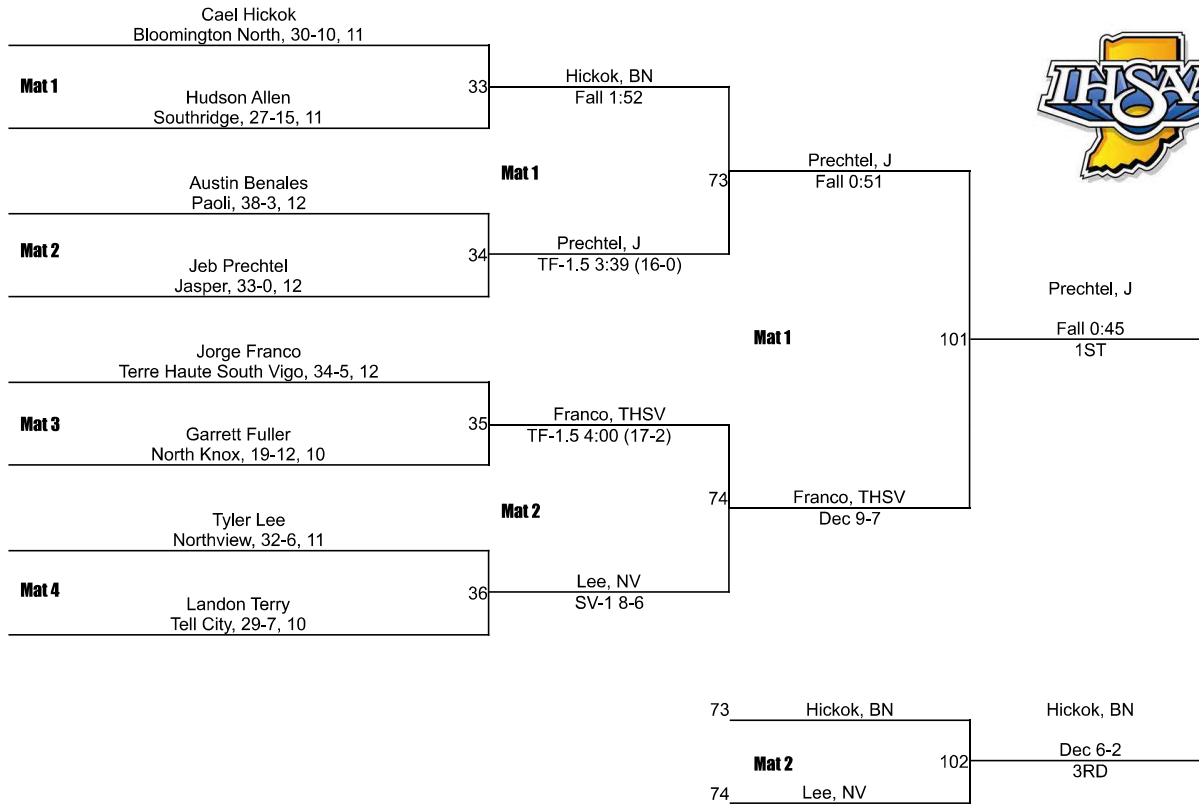 Cael Hickok
Bloomington North, 30-10, 11
Mat 1
33
Hudson Allen
Southridge, 27-15, 11
Hickok, BN
Fall 1:52
Mat 1
73
Austin Benales
Paoli, 38-3, 12
Mat 2
34
Jeb Prechtel
Jasper, 33-0, 12
Prechtel, J
TF-1.5 3:39 (16-0)
Prechtel, J
Fall 0:51
Mat 1
101
Jorge Franco
Terre Haute South Vigo, 34-5, 12
Mat 3
35
Garrett Fuller
North Knox, 19-12, 10
Franco, THSV
TF-1.5 4:00 (17-2)
Mat 2
74
Tyler Lee
Northview, 32-6, 11
Mat 4
36
Landon Terry
Tell City, 29-7, 10
Lee, NV
SV-1 8-6
Franco, THSV
Dec 9-7
Prechtel, J
Fall 0:45
1ST
IHSAA
73
Hickok, BN
Mat 2
102
74
Lee, NV
Hickok, BN
Dec 6-2
3RD